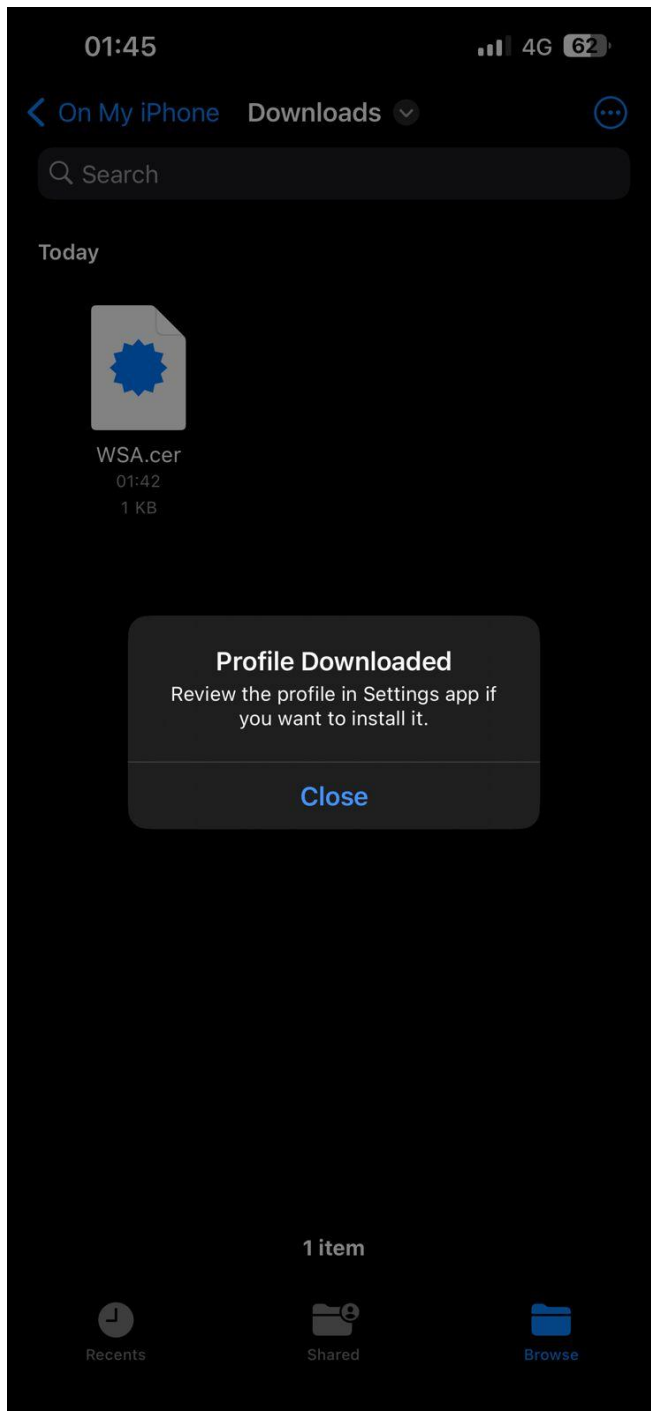 01:45 4G 62
On My iPhone Downloads
Search
Today
WSA.cer
01:42
1 KB
Profile Downloaded
Review the profile in Settings app if
you want to install it.
Close
1 item
Recents Shared Browse